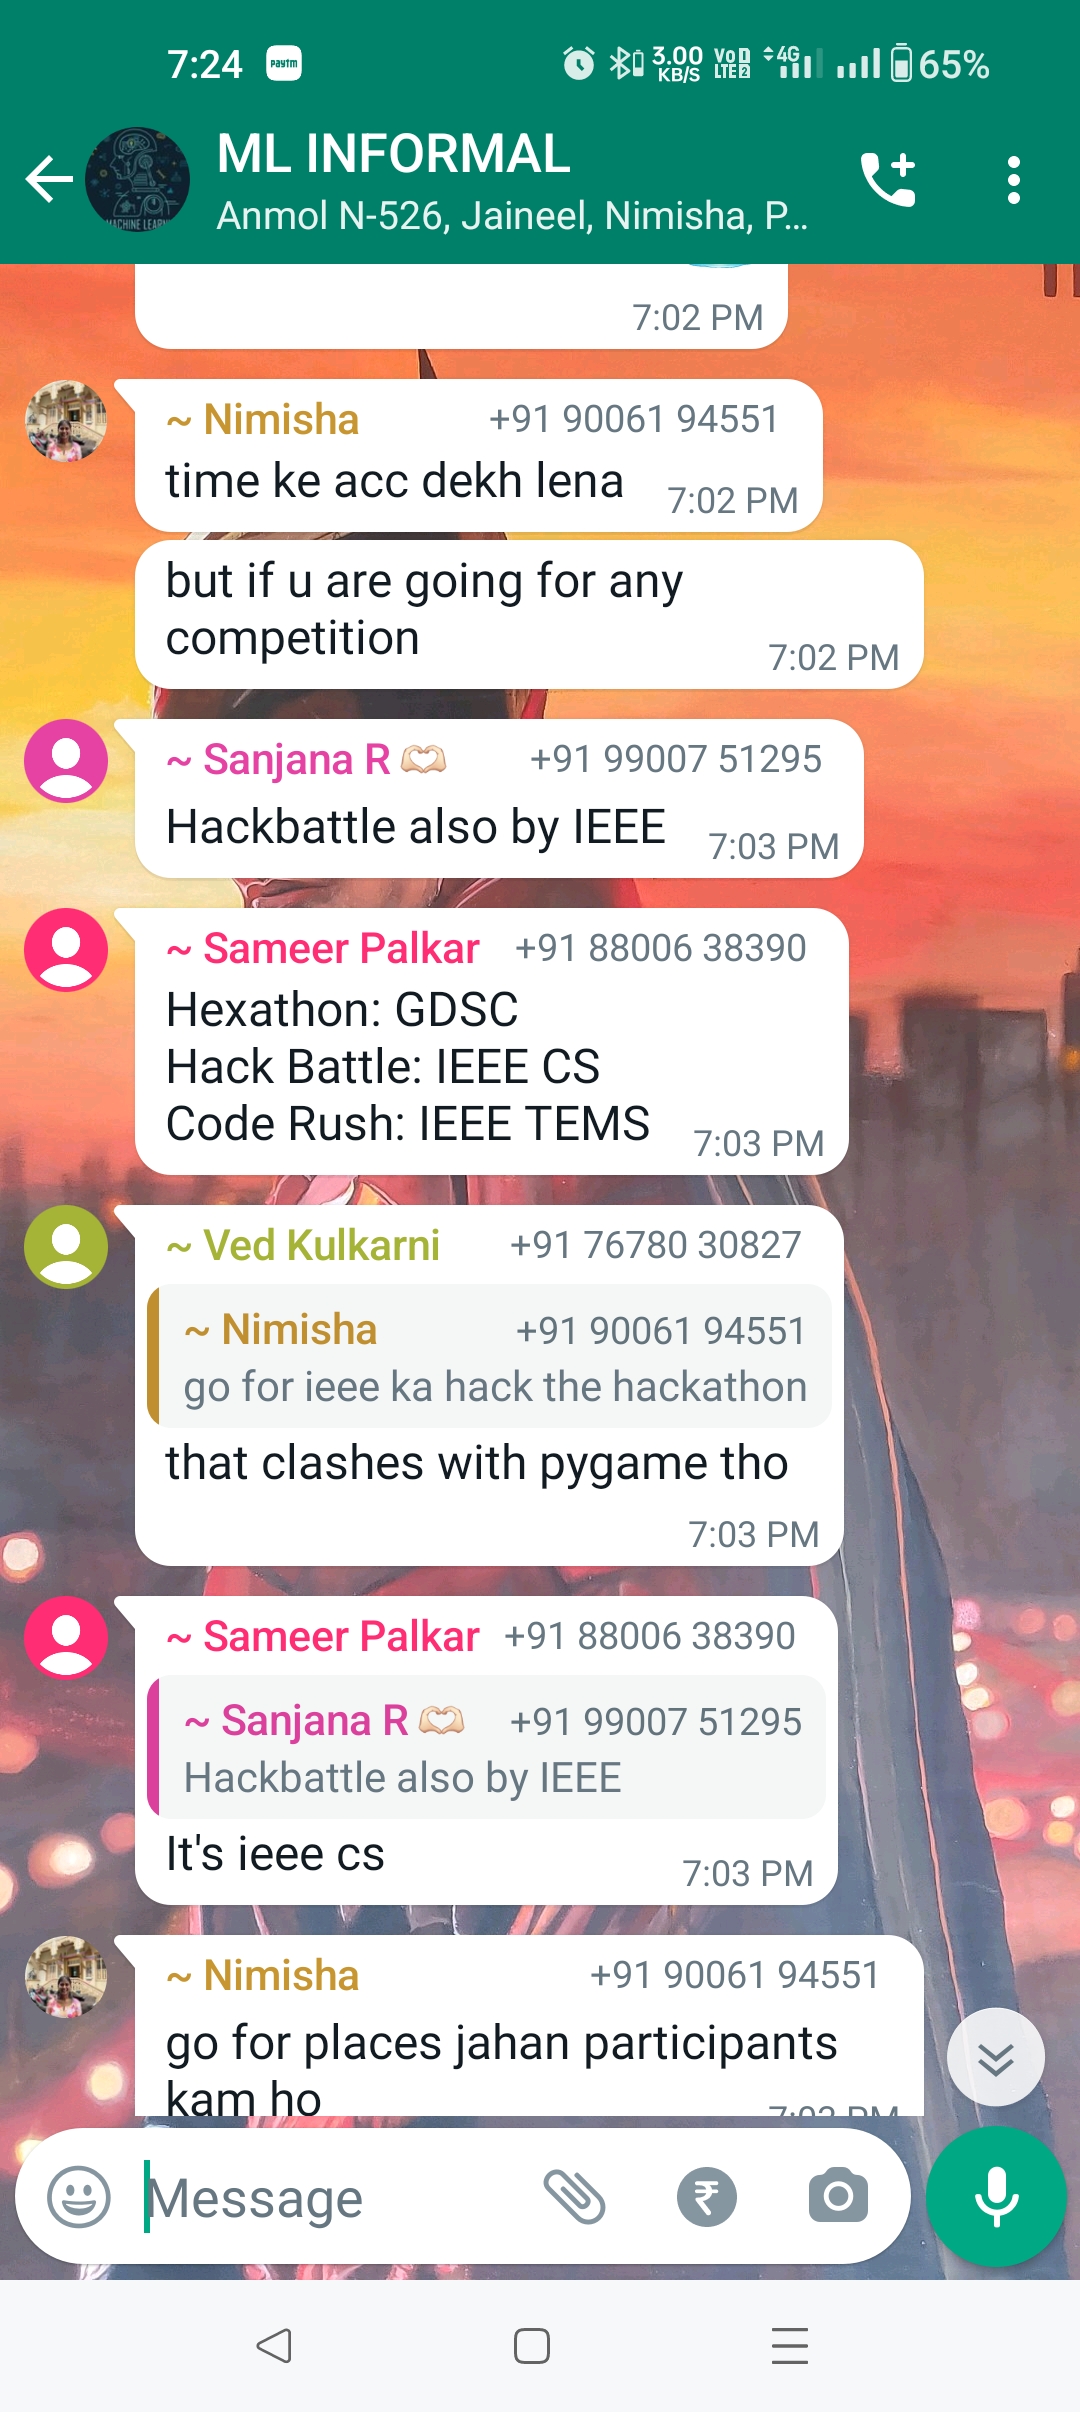 7:24 paytm 3.00 KB/S VoD LTE2 4G 65%
ML INFORMAL
Anmol N-526, Jaineel, Nimisha, P...
MACHINE LEAR
7:02 PM
~ Nimisha +91 90061 94551
time ke acc dekh lena 7:02 PM
but if u are going for any
competition 7:02 PM
~ Sanjana R 🫶🏻 +91 99007 51295
Hackbattle also by IEEE 7:03 PM
~ Sameer Palkar +91 88006 38390
Hexathon: GDSC
Hack Battle: IEEE CS
Code Rush: IEEE TEMS 7:03 PM
~ Ved Kulkarni +91 76780 30827
~ Nimisha +91 90061 94551
go for ieee ka hack the hackathon
that clashes with pygame tho
7:03 PM
~ Sameer Palkar +91 88006 38390
~ Sanjana R 🫶🏻 +91 99007 51295
Hackbattle also by IEEE
It's ieee cs 7:03 PM
~ Nimisha +91 90061 94551
go for places jahan participants
kam ho
Message